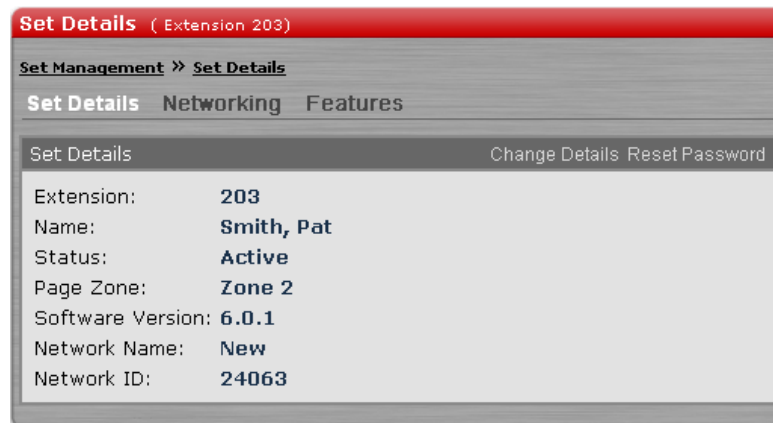 Set Details ( Extension 203)
Set Management » Set Details
Set Details Networking Features
Set Details Change Details Reset Password
Extension: 203
Name: Smith, Pat
Status: Active
Page Zone: Zone 2
Software Version: 6.0.1
Network Name: New
Network ID: 24063